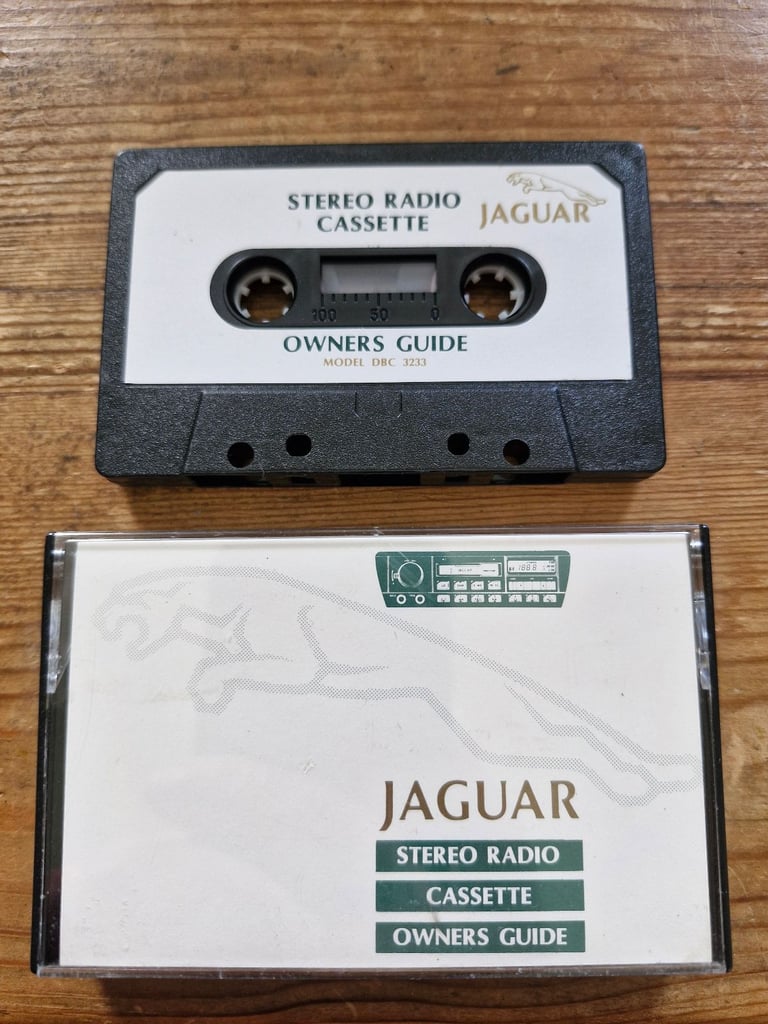 STEREO RADIO
CASSETTE
JAGUAR
100 50 0
OWNERS GUIDE
MODEL DBC 3233
JAGUAR
STEREO RADIO
CASSETTE
OWNERS GUIDE